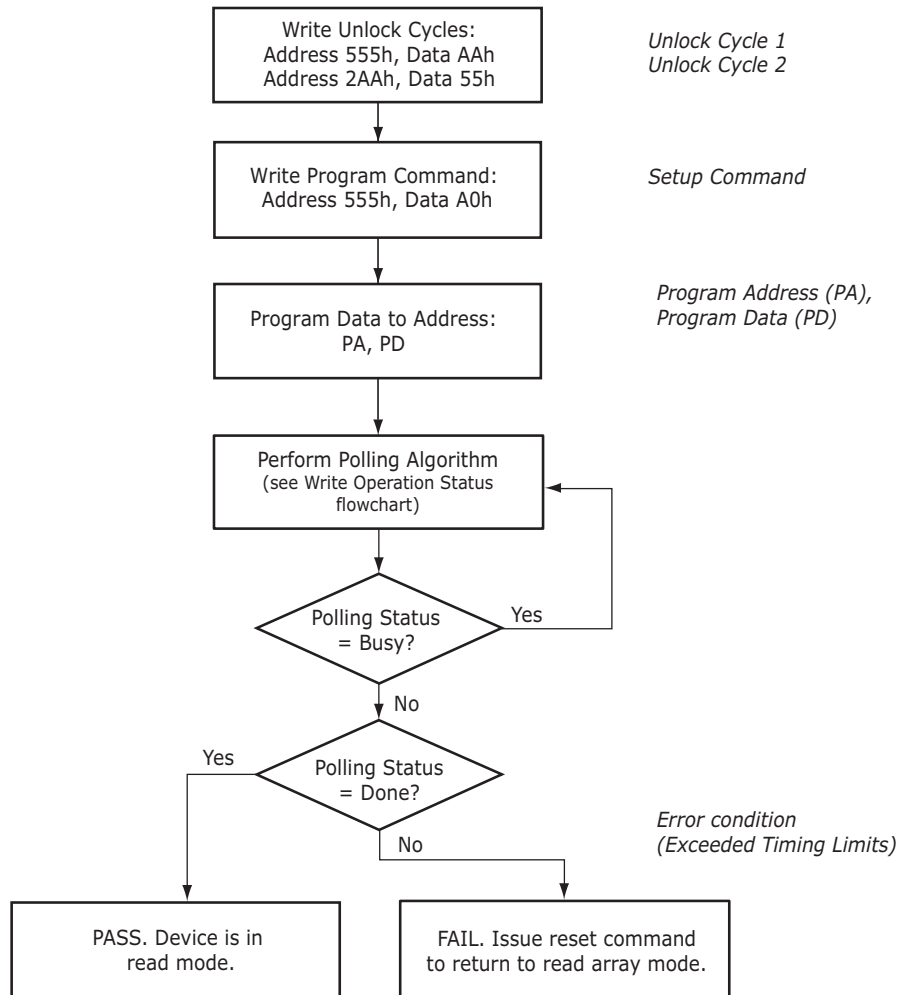 Write Unlock Cycles:
Address 555h, Data AAh
Address 2AAh, Data 55h
Unlock Cycle 1
Unlock Cycle 2
Write Program Command:
Address 555h, Data A0h
Setup Command
Program Data to Address:
PA, PD
Program Address (PA),
Program Data (PD)
Perform Polling Algorithm
(see Write Operation Status
flowchart)
Polling Status
= Busy?
Yes
No
Yes
Polling Status
= Done?
No
Error condition
(Exceeded Timing Limits)
PASS. Device is in
read mode.
FAIL. Issue reset command
to return to read array mode.